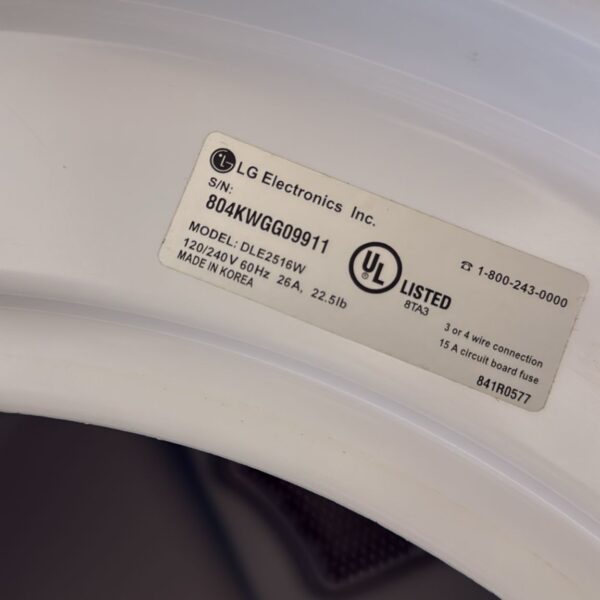 LG Electronics Inc.
S/N:
804KWGG09911
MODEL: DLE2516W
120/240V 60Hz 26A, 22.5lb
MADE IN KOREA
UL LISTED
8TA3
☎ 1-800-243-0000
3 or 4 wire connection
15 A circuit board fuse
841R0577